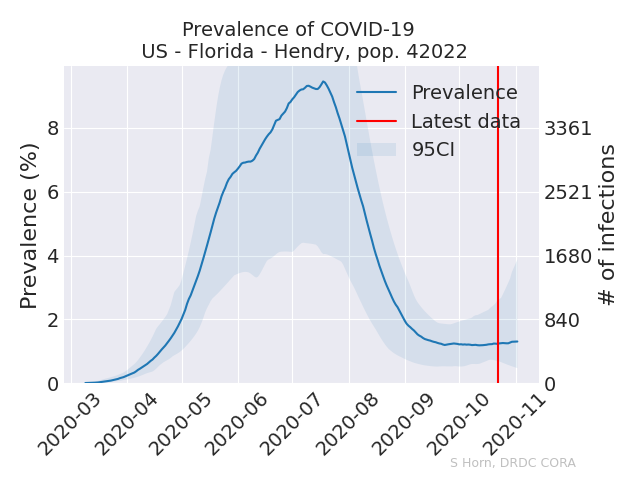 Prevalence of COVID-19
US - Florida - Hendry, pop. 42022
Prevalence
Latest data
95CI
Prevalence (%)
8
6
4
2
0
3361
2521
1680
840
0
# of infections
2020-03
2020-04
2020-05
2020-06
2020-07
2020-08
2020-09
2020-10
2020-11
S Horn, DRDC CORA